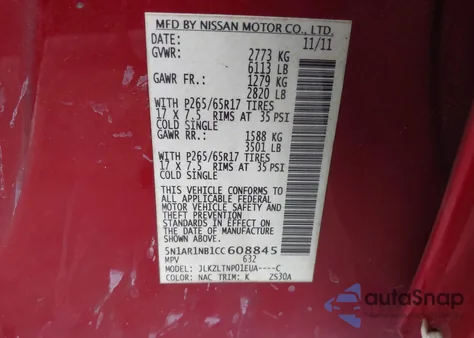 MFD BY NISSAN MOTOR CO., LTD.
DATE: 11/11
GVWR: 2773 KG
6113 LB
GAWR FR.: 1279 KG
2820 LB
WITH P265/65R17 TIRES
17 X 7.5 RIMS AT 35 PSI
COLD SINGLE
GAWR RR.: 1588 KG
3501 LB
WITH P265/65R17 TIRES
17 X 7.5 RIMS AT 35 PSI
COLD SINGLE
THIS VEHICLE CONFORMS TO
ALL APPLICABLE FEDERAL
MOTOR VEHICLE SAFETY AND
THEFT PREVENTION
STANDARDS IN EFFECT ON
THE DATE OF MANUFACTURE
SHOWN ABOVE.
5N1AR1NB1CC608845
MPV 632
MODEL: JLKZLTNPO1EUA----C
COLOR: NAC TRIM: K ZS30A
autoSnap
Powered by Carfast